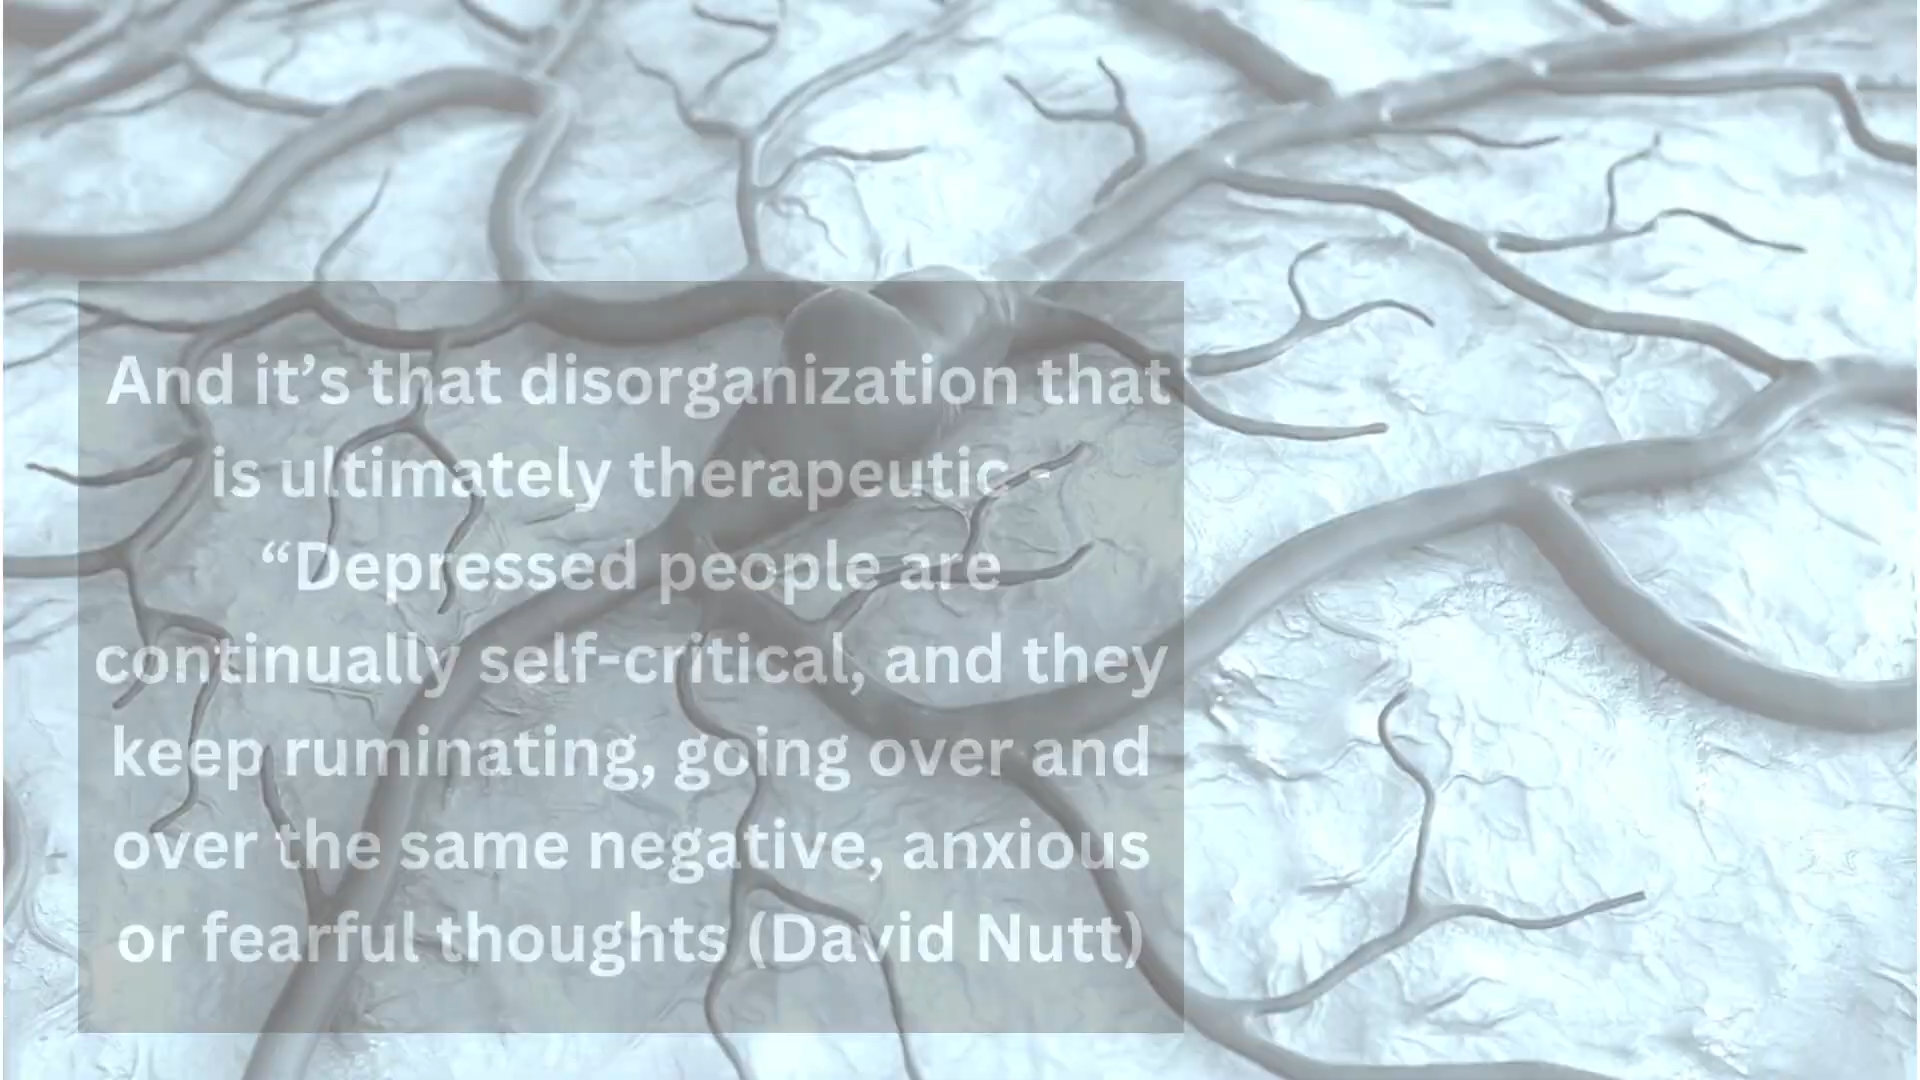 And it’s that disorganization that
is ultimately therapeutic.
“Depressed people are
continually self-critical, and they
keep ruminating, going over and
over the same negative, anxious
or fearful thoughts (David Nutt)